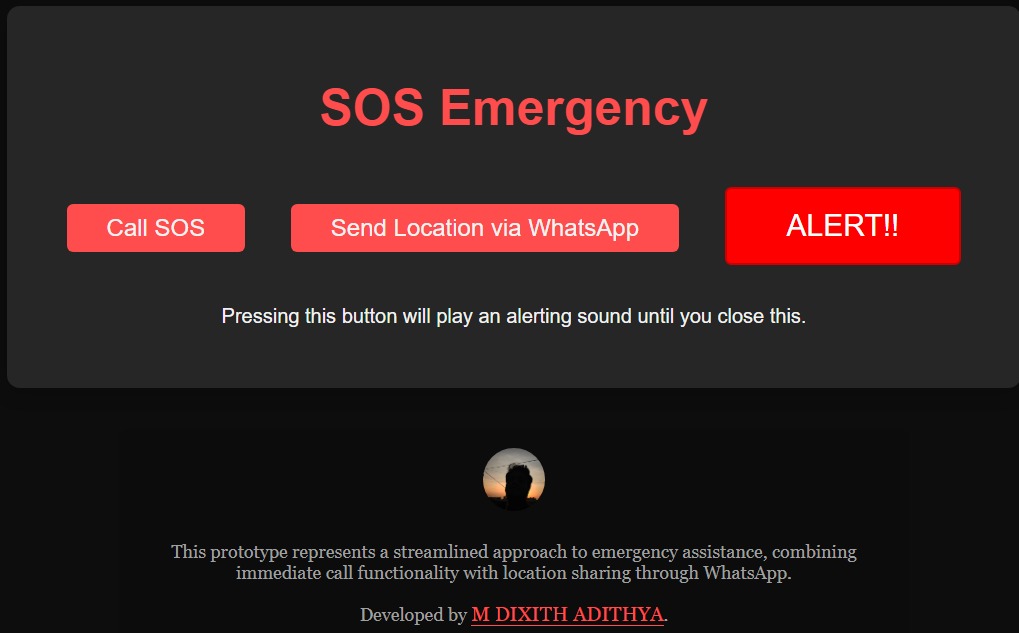 SOS Emergency
Call SOS
Send Location via WhatsApp
ALERT!!
Pressing this button will play an alerting sound until you close this.
This prototype represents a streamlined approach to emergency assistance, combining
immediate call functionality with location sharing through WhatsApp.
Developed by M DIXITH ADITHYA.